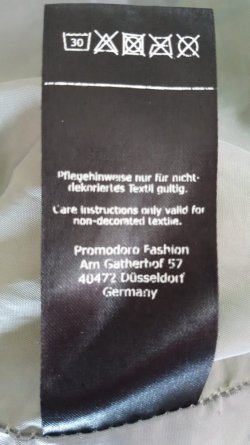 30
Pflegehinweise nur für nicht-
dekoriertes Textil gültig.
Care instructions only valid for
non-decorated textile.
Promodoro Fashion
Am Gatherhof 57
40472 Düsseldorf
Germany